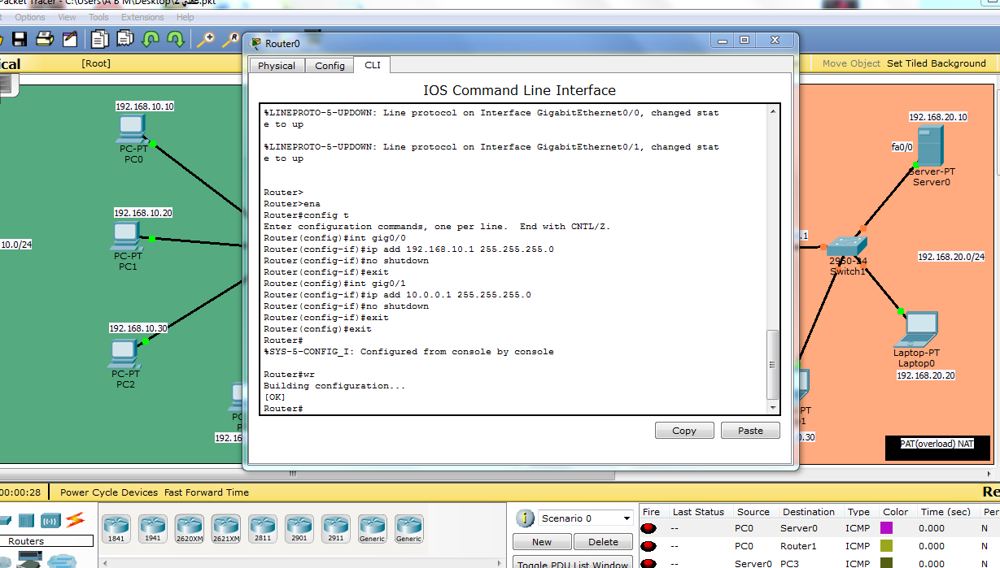 Packet Tracer - C:\Users\A B M\Desktop\
Options View Tools Extensions Help
Router0
[Root]
Move Object Set Tiled Background
Physical Config CLI
IOS Command Line Interface
%LINEPROTO-5-UPDOWN: Line protocol on Interface GigabitEthernet0/0, changed stat
e to up
%LINEPROTO-5-UPDOWN: Line protocol on Interface GigabitEthernet0/1, changed stat
e to up
Router>
Router>ena
Router#config t
Enter configuration commands, one per line.  End with CNTL/Z.
Router(config)#int gig0/0
Router(config-if)#ip add 192.168.10.1 255.255.255.0
Router(config-if)#no shutdown
Router(config-if)#exit
Router(config)#int gig0/1
Router(config-if)#ip add 10.0.0.1 255.255.255.0
Router(config-if)#no shutdown
Router(config-if)#exit
Router(config)#exit
Router#
%SYS-5-CONFIG_I: Configured from console by console
Router#wr
Building configuration...
[OK]
Router#
Copy Paste
192.168.10.10
PC-PT
PC0
192.168.10.20
PC-PT
PC1
10.0/24
192.168.10.30
PC-PT
PC2
192.16
192.168.20.10
fa0/0
Server-PT
Server0
.1
2950-24
Switch1
192.168.20.0/24
Laptop-PT
Laptop0
192.168.20.20
PT
0.30
PAT(overload) NAT
00:00:28 Power Cycle Devices Fast Forward Time
Routers
1841 1941 2620XM 2621XM 2811 2901 2911 Generic Generic
Scenario 0
New Delete
Toggle PDU List Window
Fire Last Status Source Destination Type Color Time (sec) Per
-- PC0 Server0 ICMP 0.000 N
-- PC0 Router1 ICMP 0.000 N
-- Server0 PC3 ICMP 0.000 N